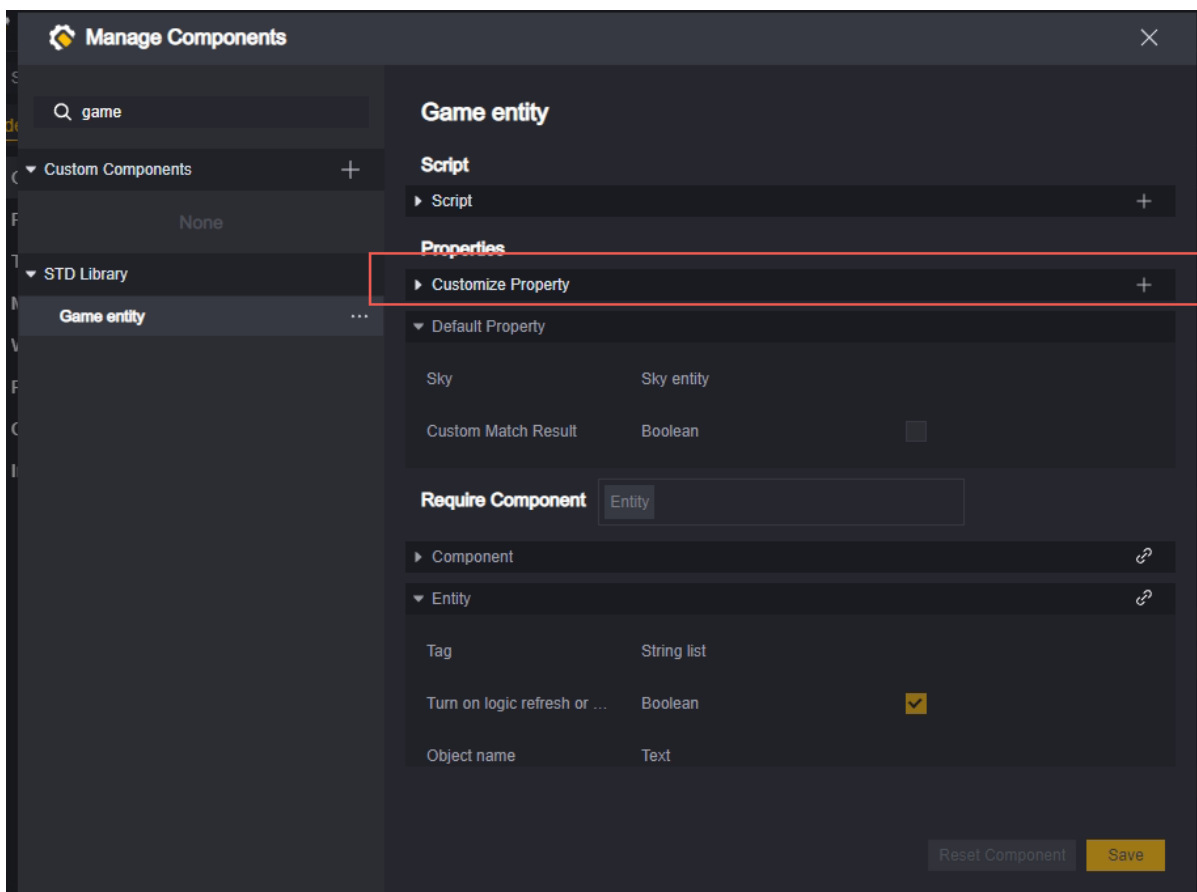 Manage Components
game
Custom Components
None
STD Library
Game entity
Game entity
Script
Script
Properties
Customize Property
Default Property
Sky Sky entity
Custom Match Result Boolean
Require Component Entity
Component
Entity
Tag String list
Turn on logic refresh or ... Boolean
Object name Text
Reset Component Save